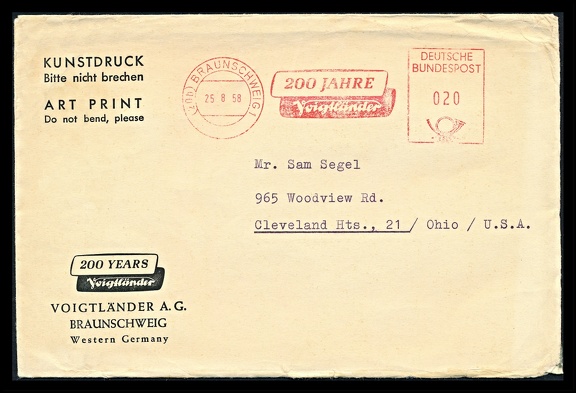 KUNSTDRUCK
Bitte nicht brechen
ART PRINT
Do not bend, please
BRAUNSCHWEIG 1
25 8 58
200 JAHRE
Voigtländer
DEUTSCHE
BUNDESPOST
020
Mr. Sam Segel
965 Woodview Rd.
Cleveland Hts., 21 / Ohio / U.S.A.
200 YEARS
Voigtländer
VOIGTLÄNDER A.G.
BRAUNSCHWEIG
Western Germany